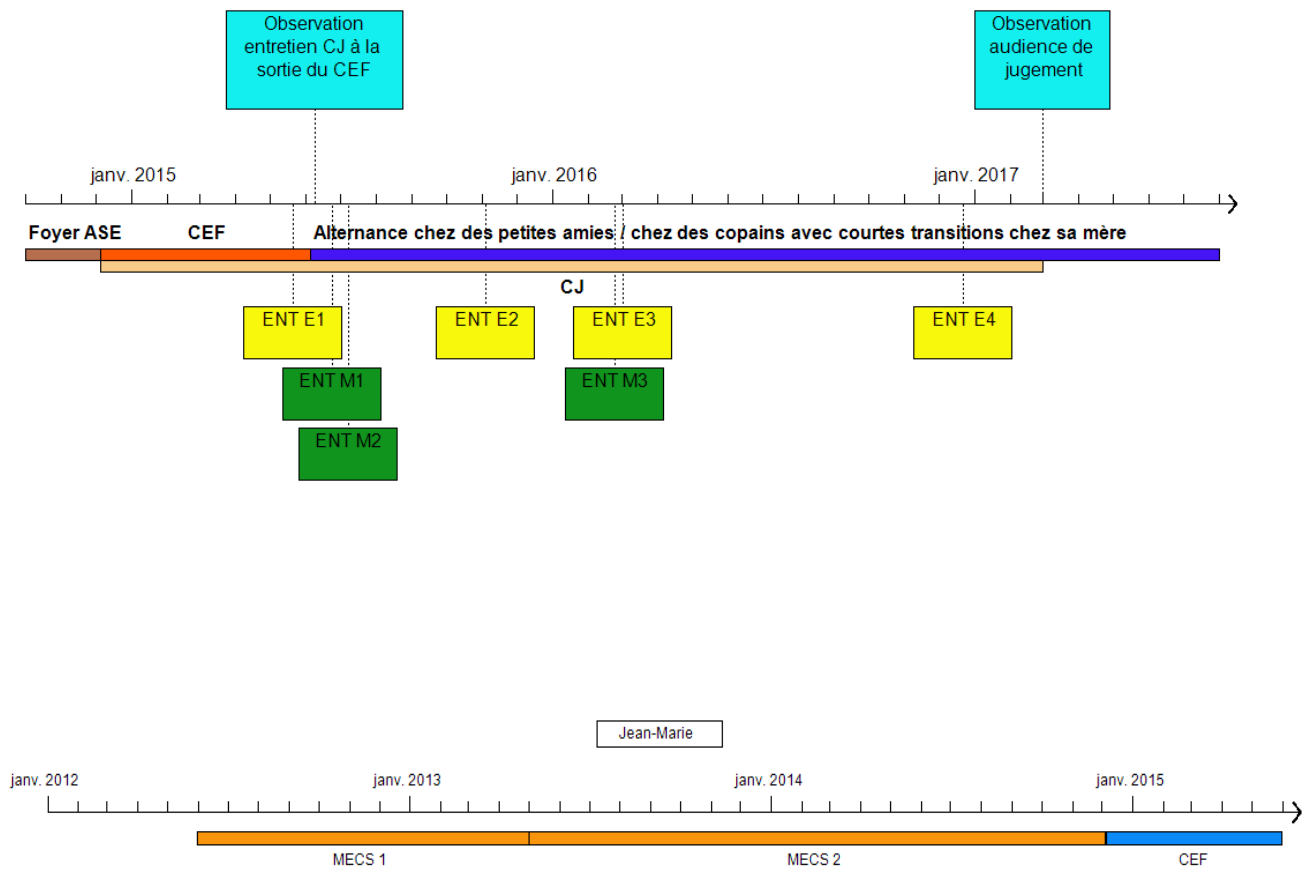 Observation
entretien CJ à la
sortie du CEF
Observation
audience de
jugement
janv. 2015
janv. 2016
janv. 2017
Foyer ASE
CEF
Alternance chez des petites amies / chez des copains avec courtes transitions chez sa mère
CJ
ENT E1
ENT E2
ENT E3
ENT E4
ENT M1
ENT M3
ENT M2
Jean-Marie
janv. 2012
janv. 2013
janv. 2014
janv. 2015
MECS 1
MECS 2
CEF